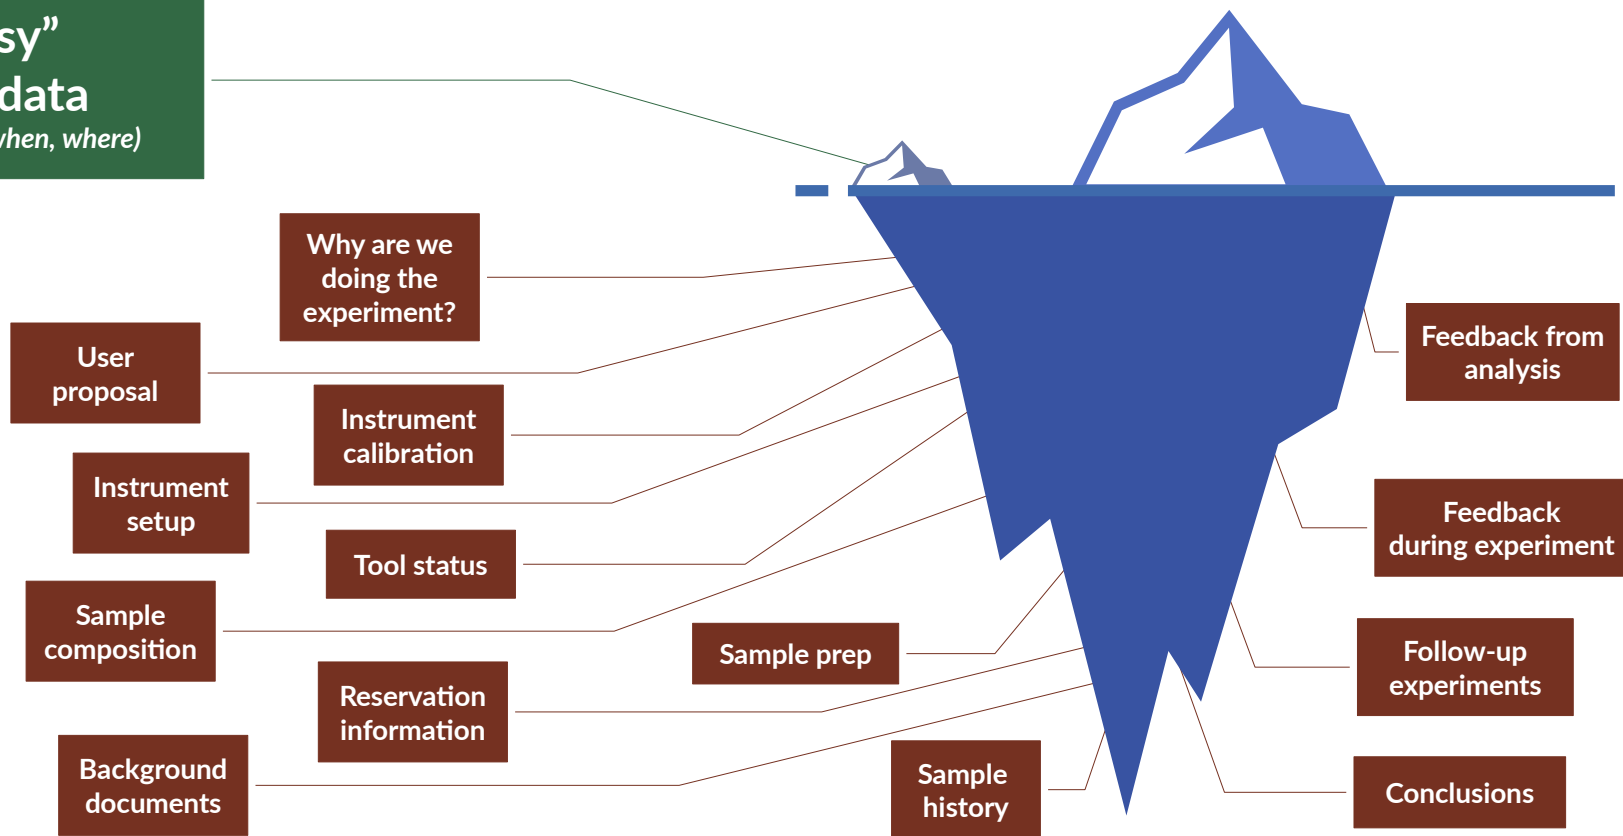 sy”
data
when, where)
Why are we
doing the
experiment?
User
proposal
Instrument
calibration
Instrument
setup
Tool status
Sample
composition
Reservation
information
Background
documents
Sample prep
Sample
history
Feedback from
analysis
Feedback
during experiment
Follow-up
experiments
Conclusions